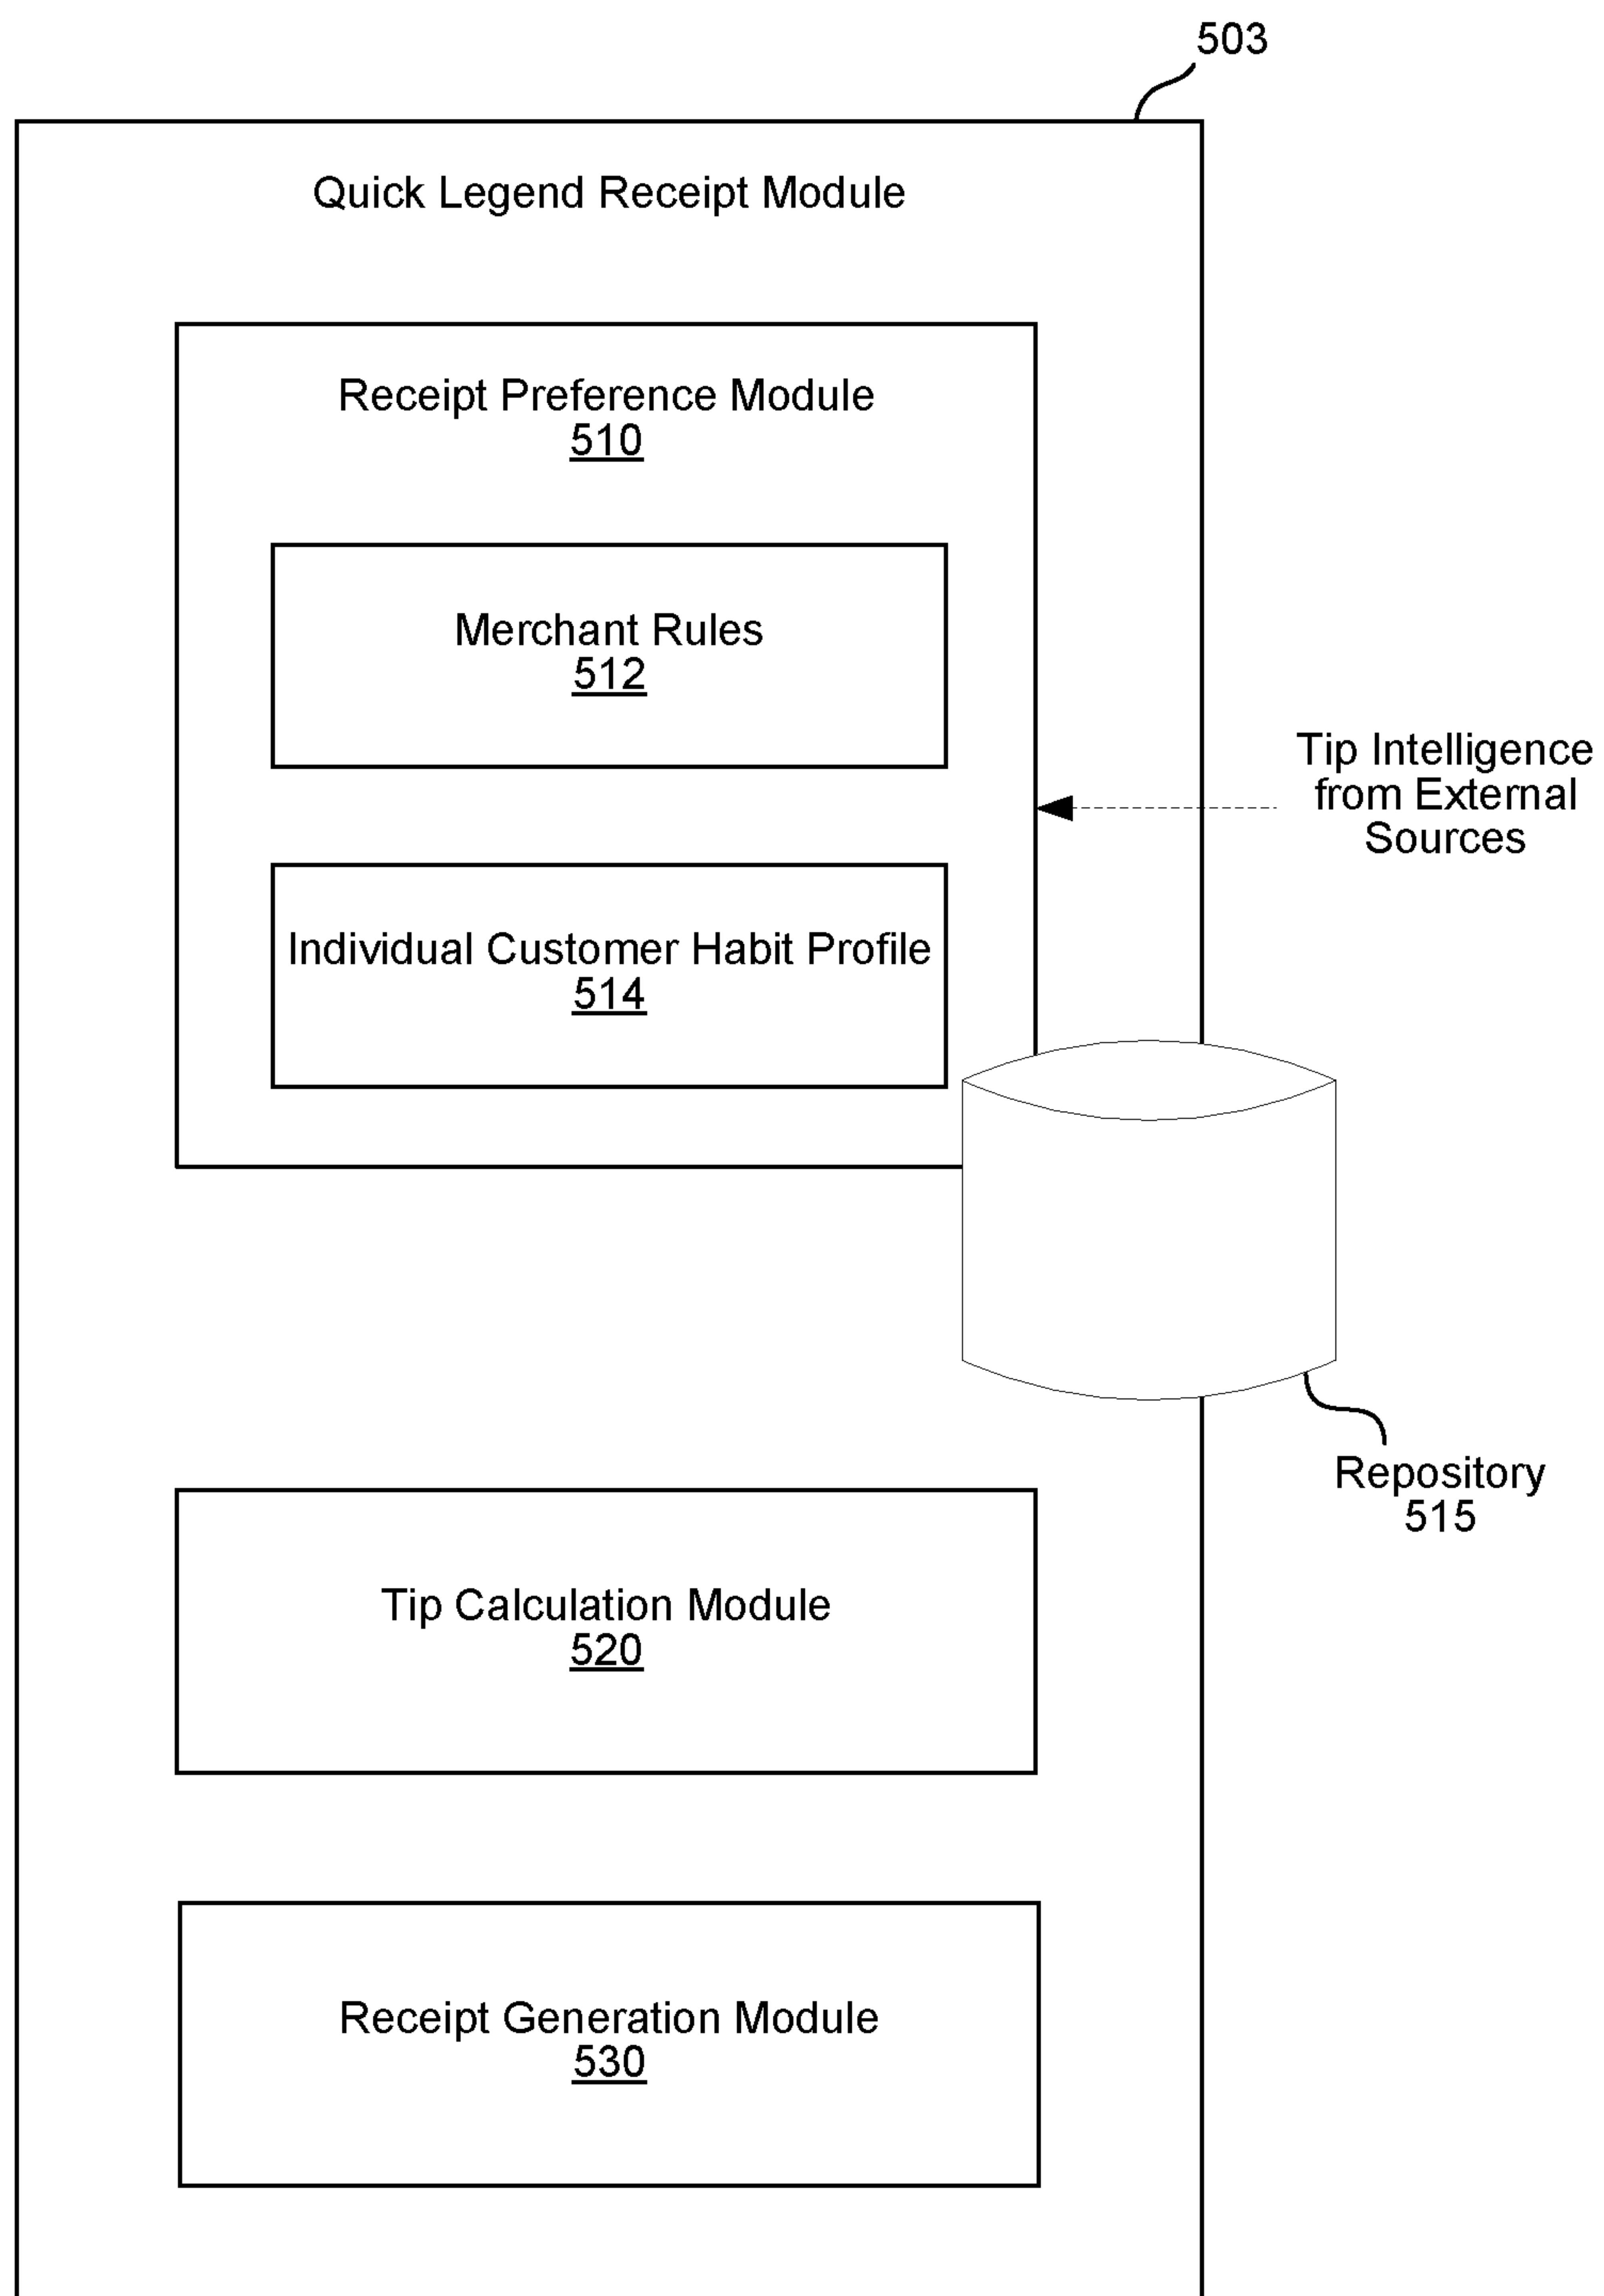 503
Quick Legend Receipt Module
Receipt Preference Module
510
Merchant Rules
512
Tip Intelligence
from External
Sources
Individual Customer Habit Profile
514
Repository
515
Tip Calculation Module
520
Receipt Generation Module
530